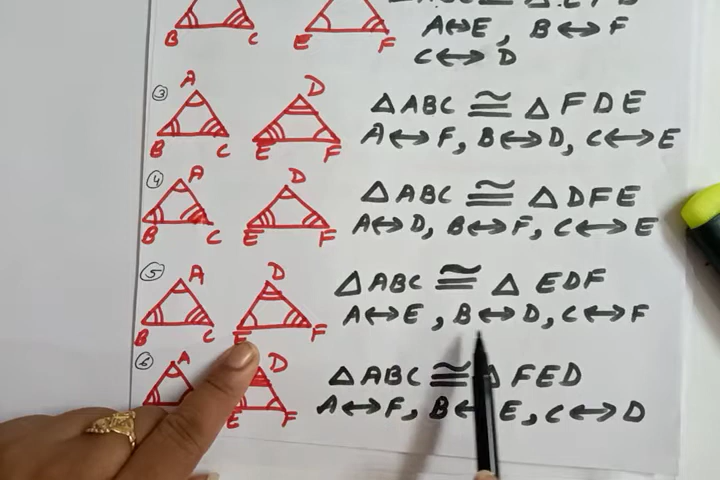 A↔E, B↔F
B C E F
C↔D
③ A D △ABC ≅ △FDE
B C E F A↔F, B↔D, C↔E
④ A D △ABC ≅ △DFE
B C E F A↔D, B↔F, C↔E
⑤ A D △ABC ≅ △EDF
B C E F A↔E, B↔D, C↔F
⑥ A D △ABC ≅ △FED
E F A↔F, B↔E, C↔D